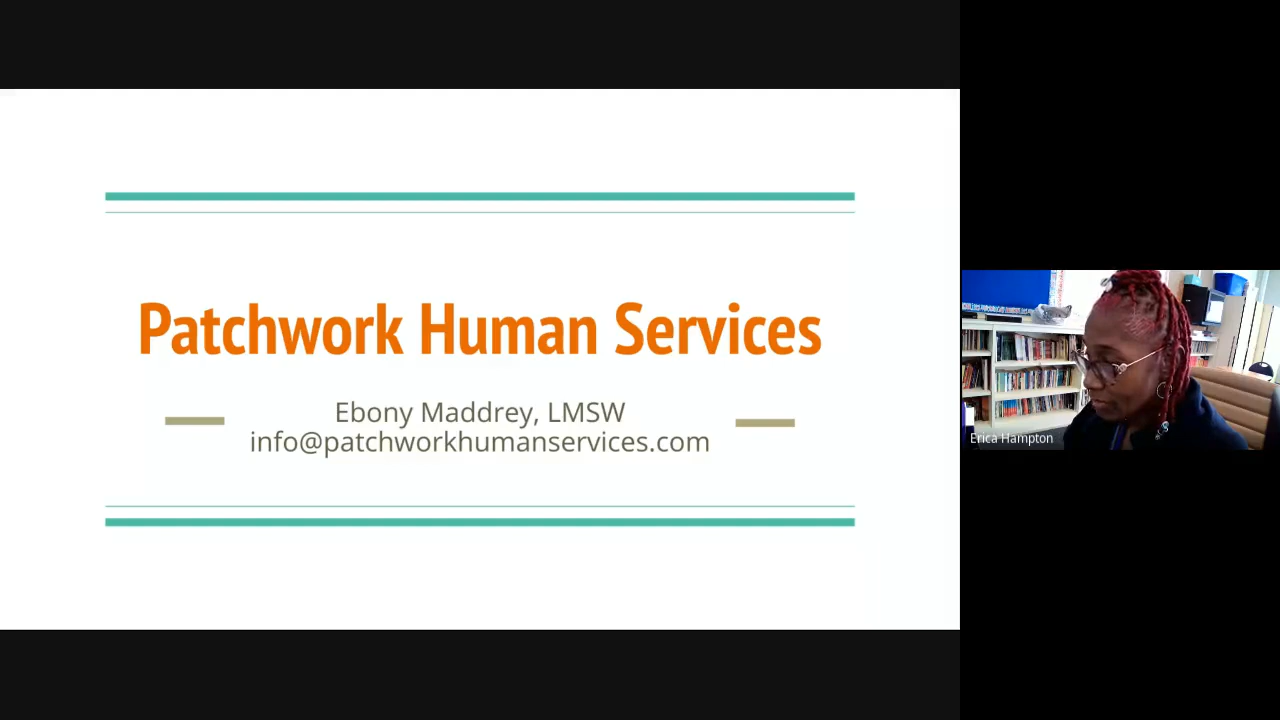 Patchwork Human Services
Ebony Maddrey, LMSW
info@patchworkhumanservices.com
Erica Hampton